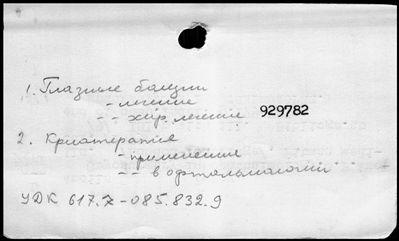 1. Глазные болезни
- лечение
- - хир. лечение 929782
2. Криотерапия
- применение
- - в офтальмологии
УДК 617.7-085.832.9